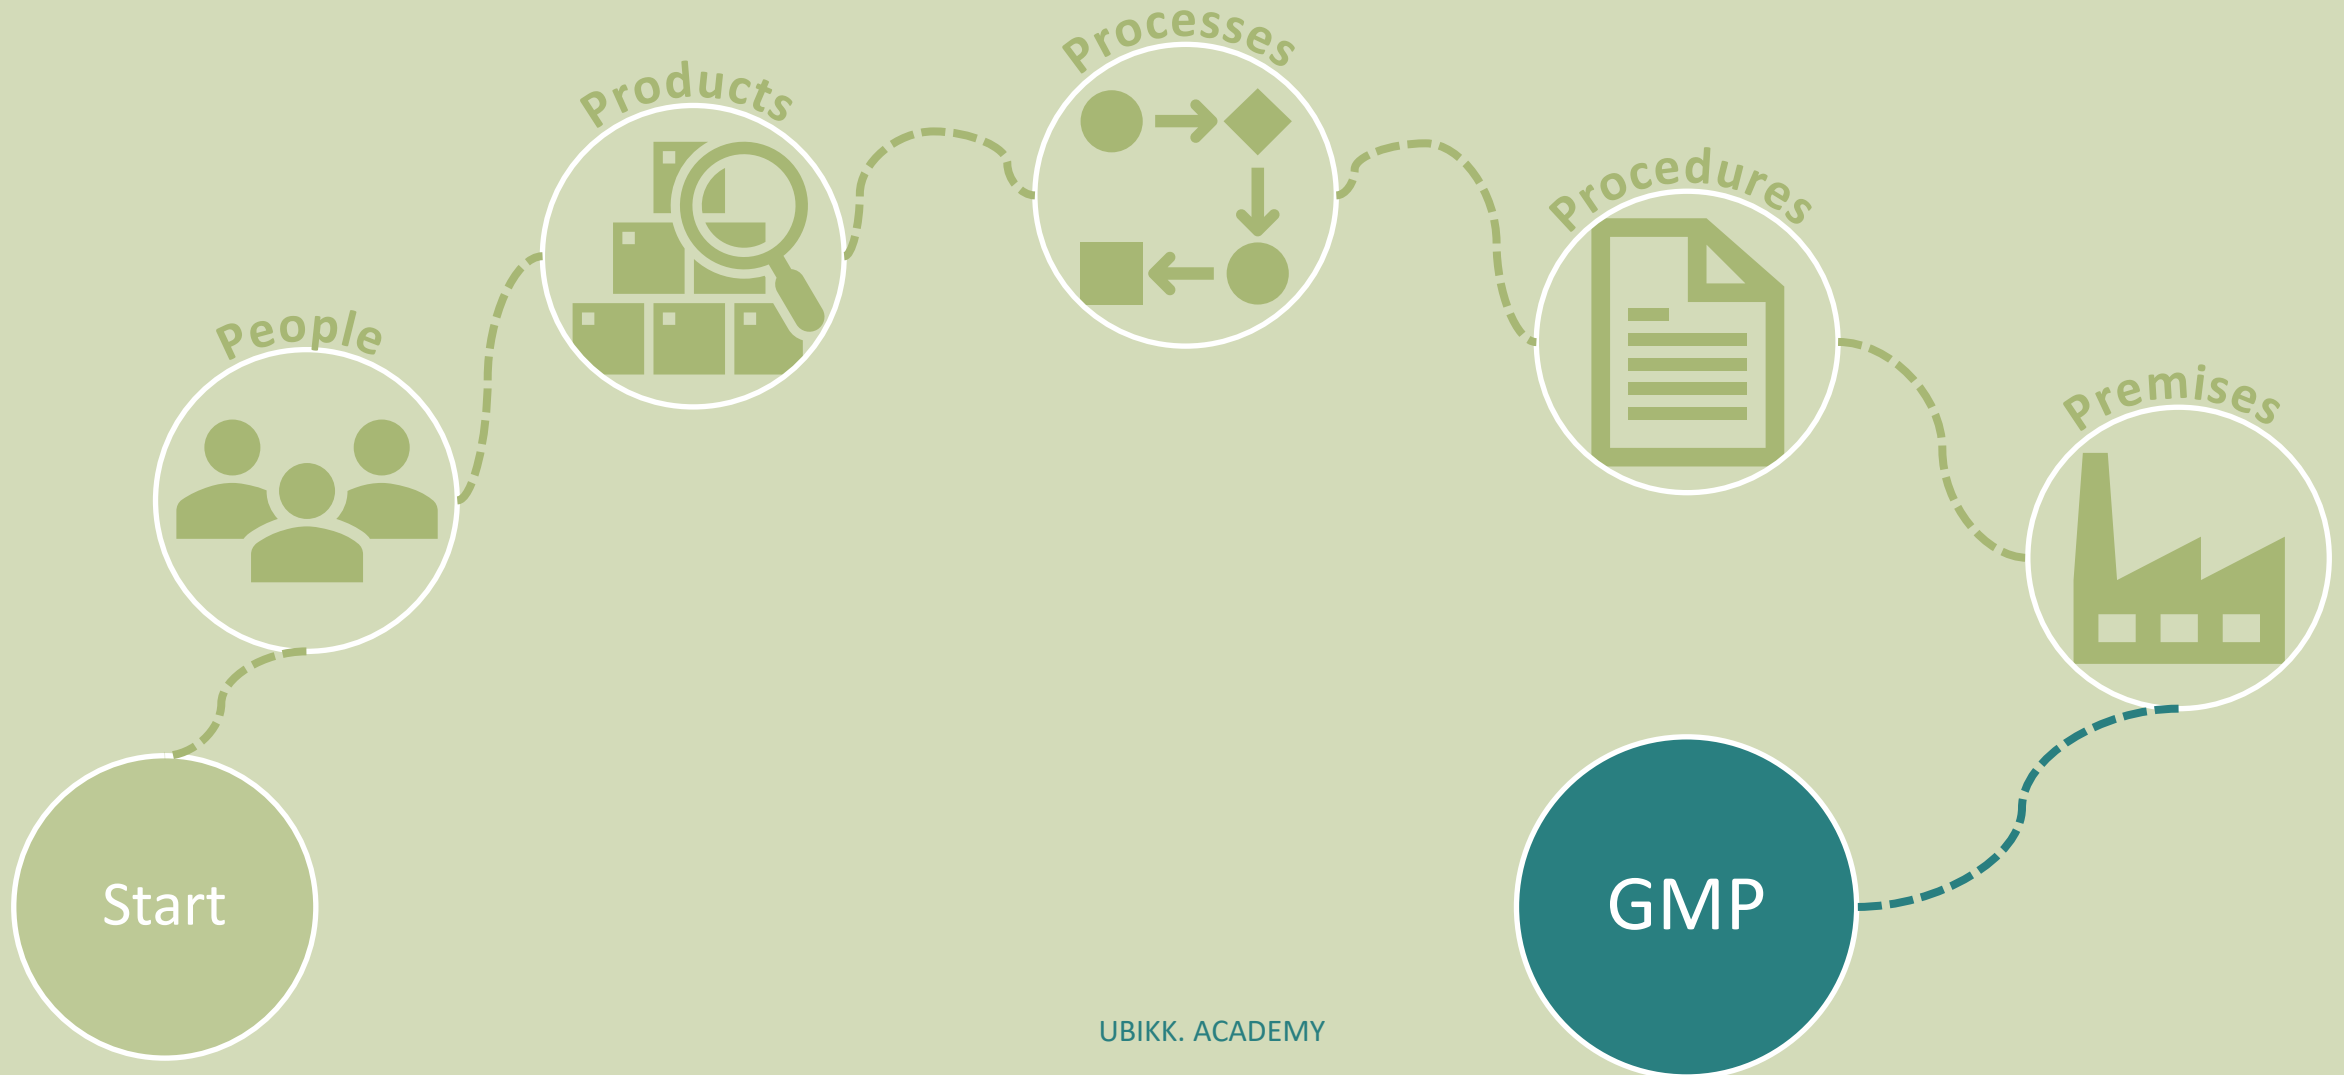 Start
People
Products
Processes
Procedures
Premises
GMP
UBIKK. ACADEMY